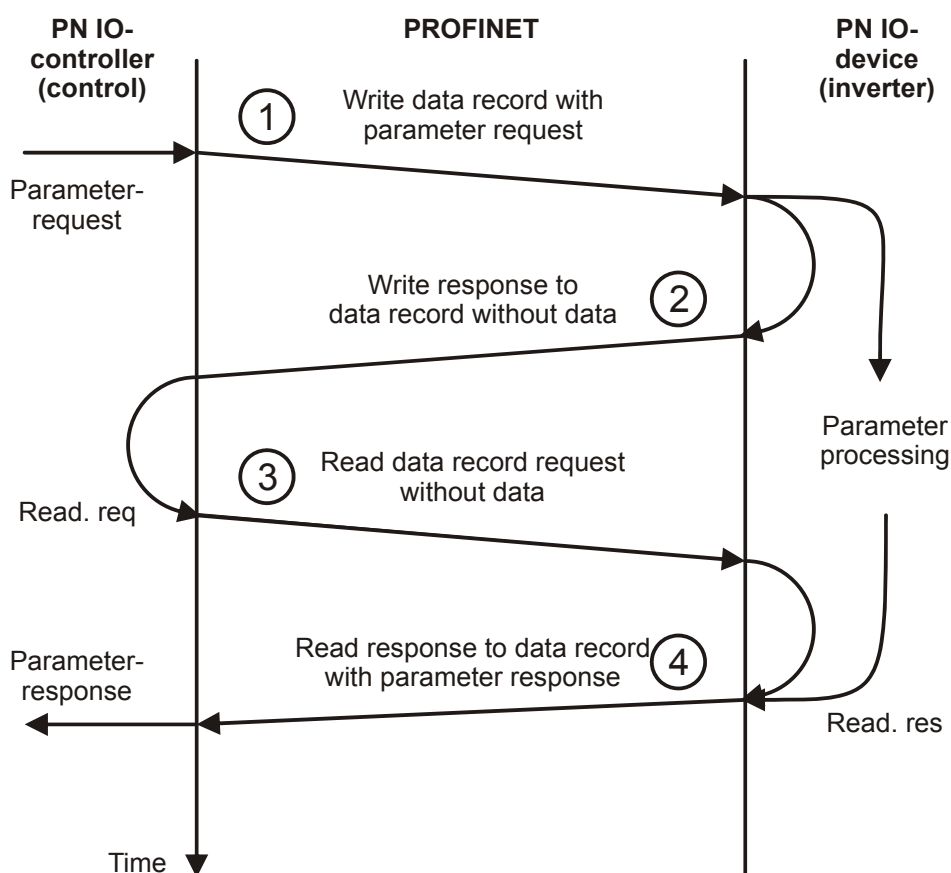 PN IO-
controller
(control)
PROFINET
PN IO-
device
(inverter)
1
Write data record with
parameter request
Parameter-
request
Write response to
data record without data
2
Parameter
processing
3
Read data record request
without data
Read. req
Read response to data record
with parameter response
4
Parameter-
response
Read. res
Time